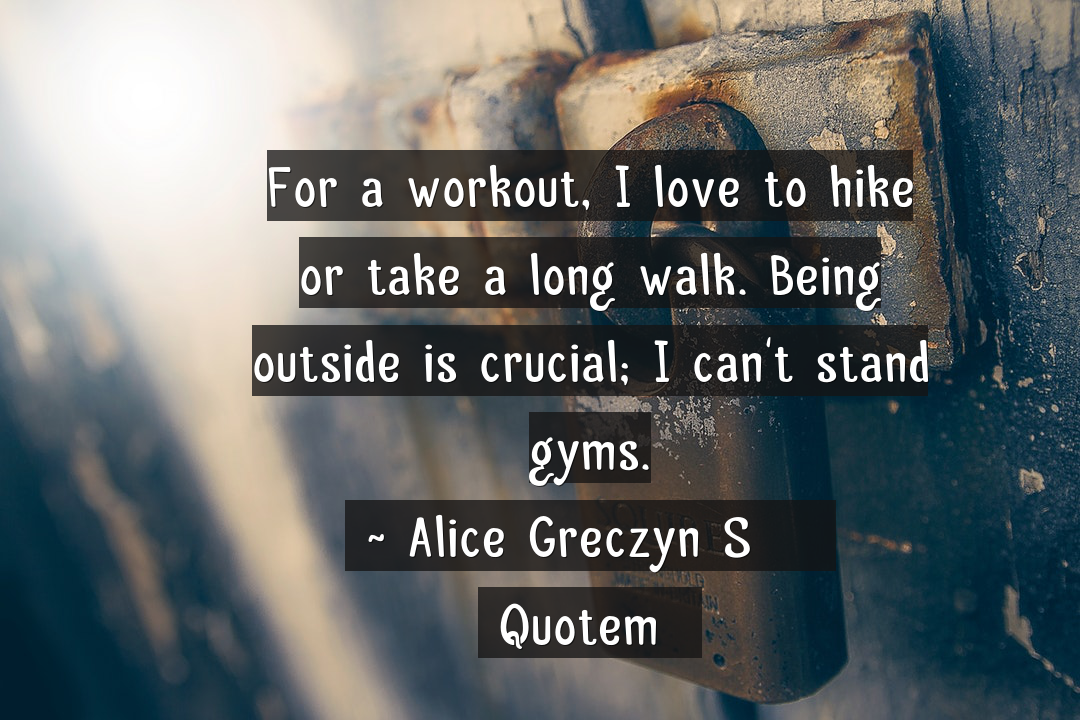 For a workout, I love to hike
or take a long walk. Being
outside is crucial; I can't stand
gyms.
~ Alice Greczyn S
Quotem